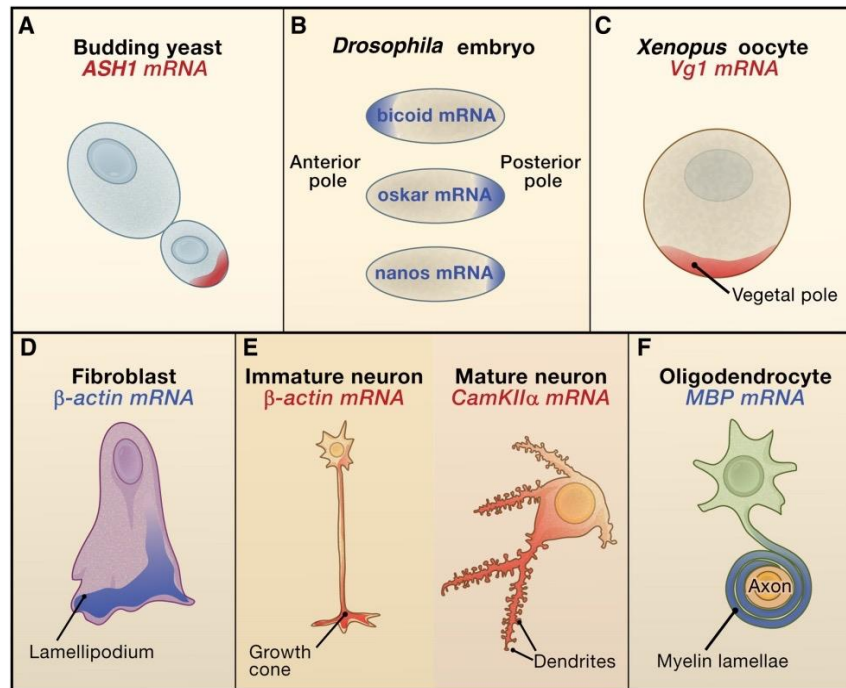 A
Budding yeast
ASH1 mRNA
B
Drosophila embryo
bicoid mRNA
Anterior pole
Posterior pole
oskar mRNA
nanos mRNA
C
Xenopus oocyte
Vg1 mRNA
Vegetal pole
D
Fibroblast
β-actin mRNA
Lamellipodium
E
Immature neuron
β-actin mRNA
Growth cone
Mature neuron
CamKIIα mRNA
Dendrites
F
Oligodendrocyte
MBP mRNA
Axon
Myelin lamellae